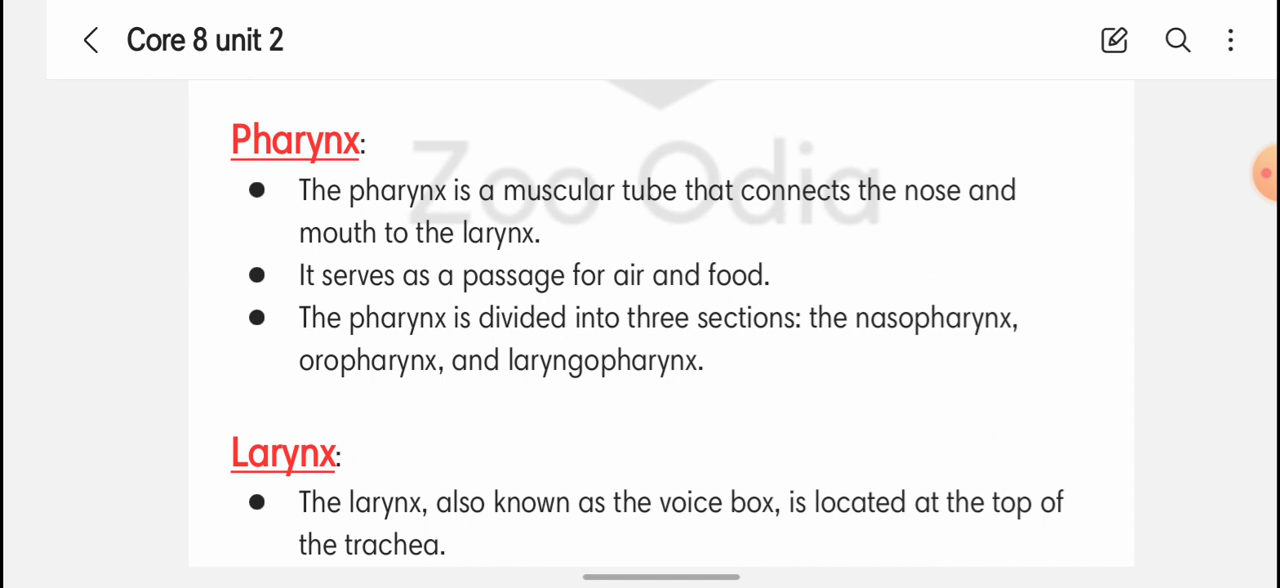 Core 8 unit 2
Zoo Odia
Pharynx:
● The pharynx is a muscular tube that connects the nose and
mouth to the larynx.
● It serves as a passage for air and food.
● The pharynx is divided into three sections: the nasopharynx,
oropharynx, and laryngopharynx.
Larynx:
● The larynx, also known as the voice box, is located at the top of
the trachea.